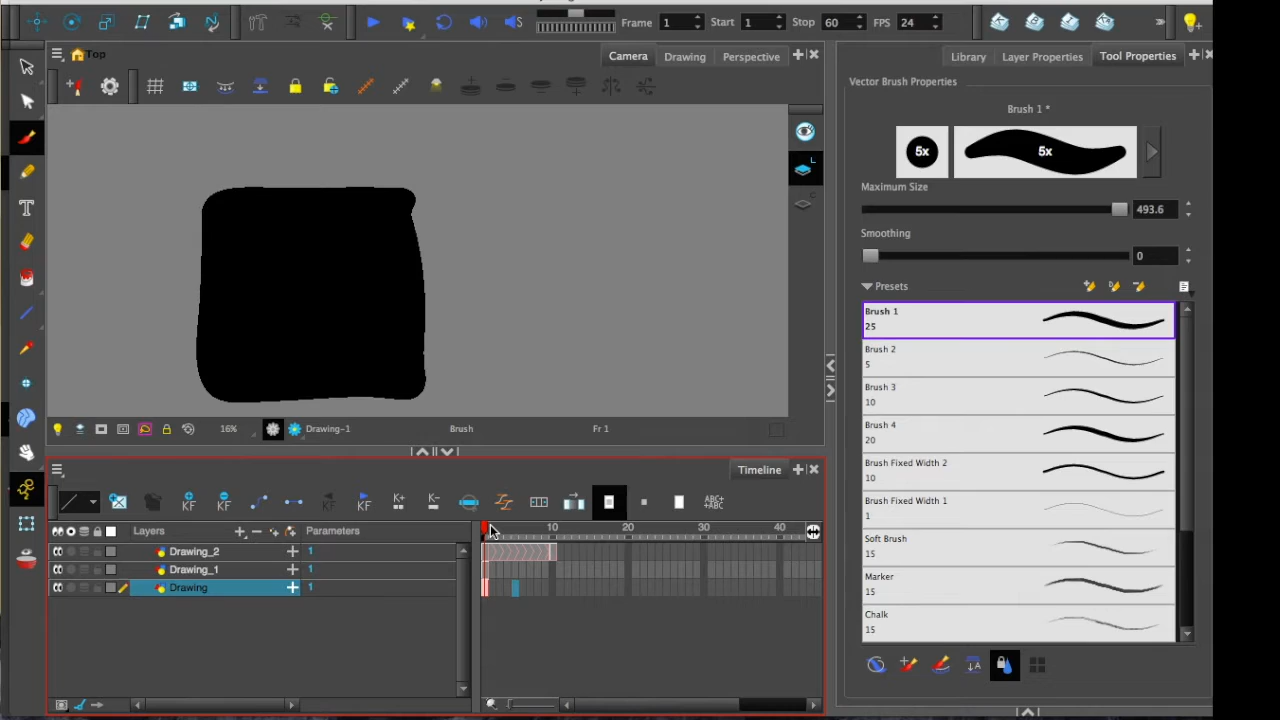 Frame 1 Start 1 Stop 60 FPS 24
Top Camera Drawing Perspective
Library Layer Properties Tool Properties
Vector Brush Properties
Brush 1 *
5x 5x
Maximum Size
493.6
Smoothing
0
Presets
Brush 1
25
Brush 2
5
Brush 3
10
Brush 4
20
Brush Fixed Width 2
10
Brush Fixed Width 1
1
Soft Brush
15
Marker
15
Chalk
15
16% Drawing-1 Brush Fr 1
Timeline
KF KF KF KF K+ K- ABC+ +ABC
Layers Parameters 10 20 30 40
Drawing_2 1
Drawing_1 1
Drawing 1